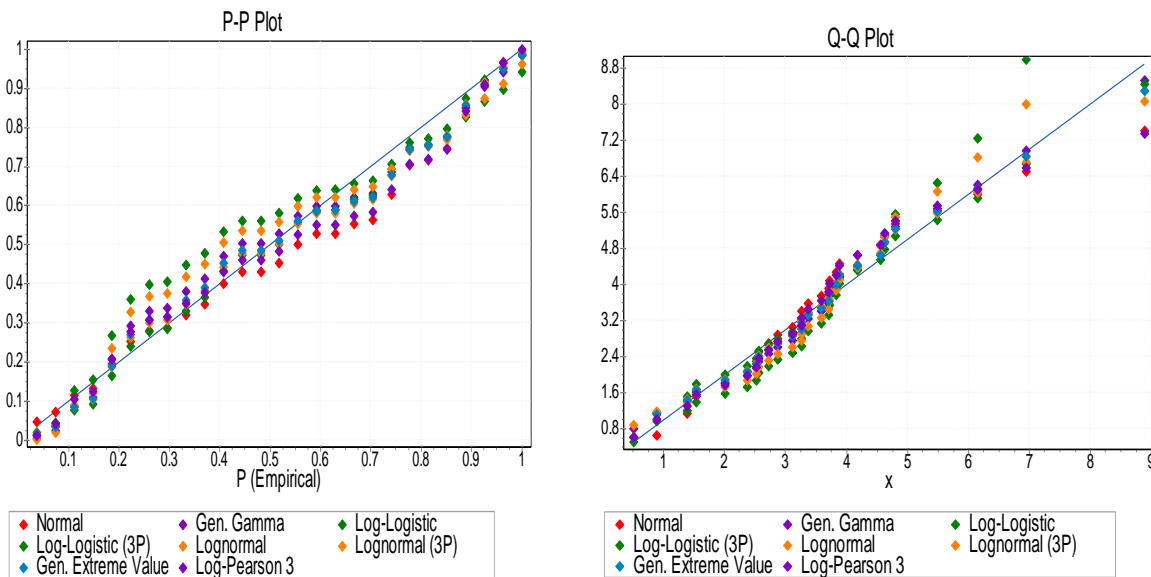 P-P Plot
1
0.9
0.8
0.7
0.6
0.5
0.4
0.3
0.2
0.1
0
0.1 0.2 0.3 0.4 0.5 0.6 0.7 0.8 0.9 1
P (Empirical)
Normal Gen. Gamma Log-Logistic
Log-Logistic (3P) Lognormal Lognormal (3P)
Gen. Extreme Value Log-Pearson 3
Q-Q Plot
8.8
8
7.2
6.4
5.6
4.8
4
3.2
2.4
1.6
0.8
1 2 3 4 5 6 7 8 9
x
Normal Gen. Gamma Log-Logistic
Log-Logistic (3P) Lognormal Lognormal (3P)
Gen. Extreme Value Log-Pearson 3